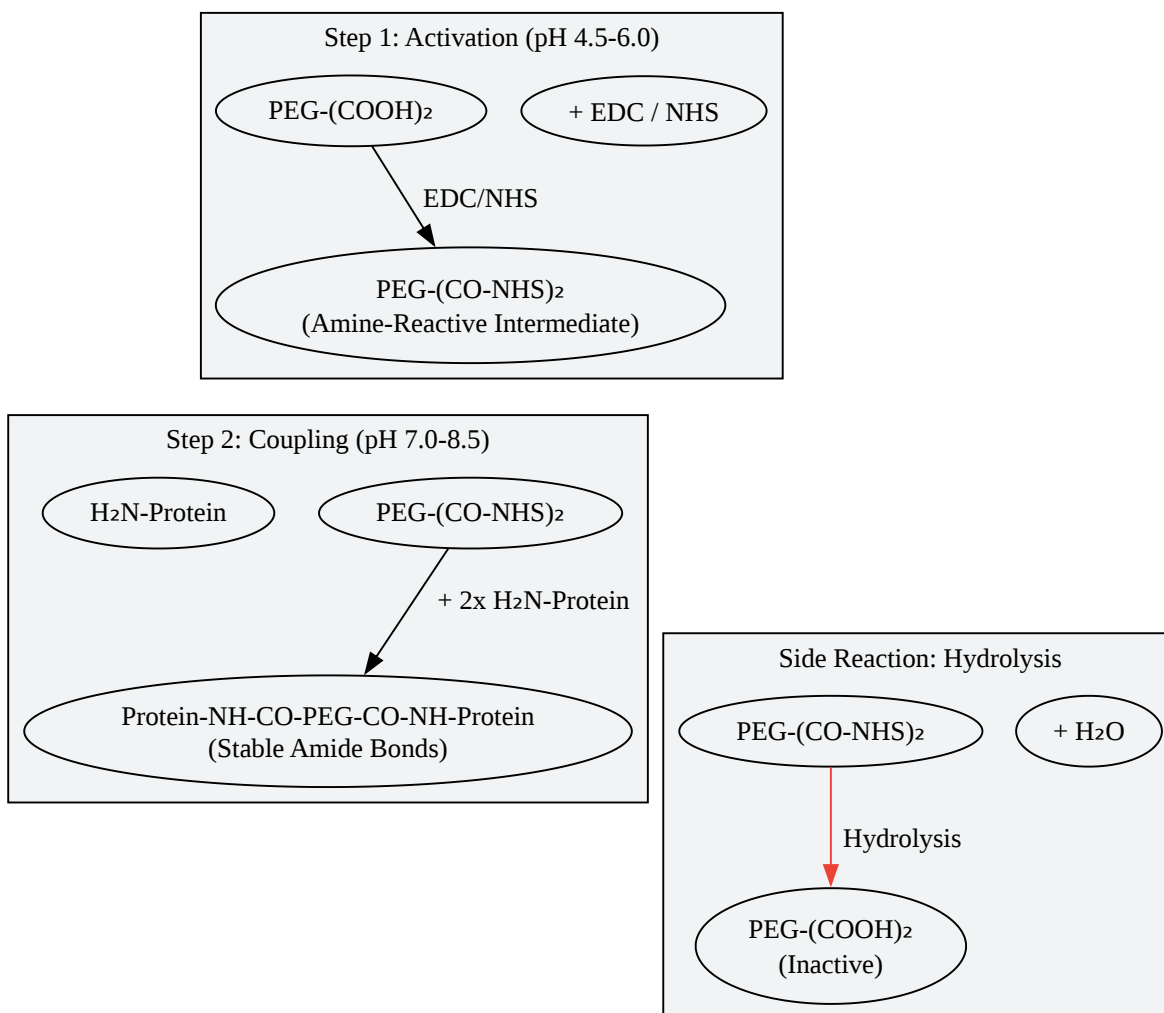 Step 1: Activation (pH 4.5-6.0)
PEG-(COOH)₂
+ EDC / NHS
EDC/NHS
PEG-(CO-NHS)₂
(Amine-Reactive Intermediate)
Step 2: Coupling (pH 7.0-8.5)
H₂N-Protein
PEG-(CO-NHS)₂
+ 2x H₂N-Protein
Protein-NH-CO-PEG-CO-NH-Protein
(Stable Amide Bonds)
Side Reaction: Hydrolysis
PEG-(CO-NHS)₂
+ H₂O
Hydrolysis
PEG-(COOH)₂
(Inactive)